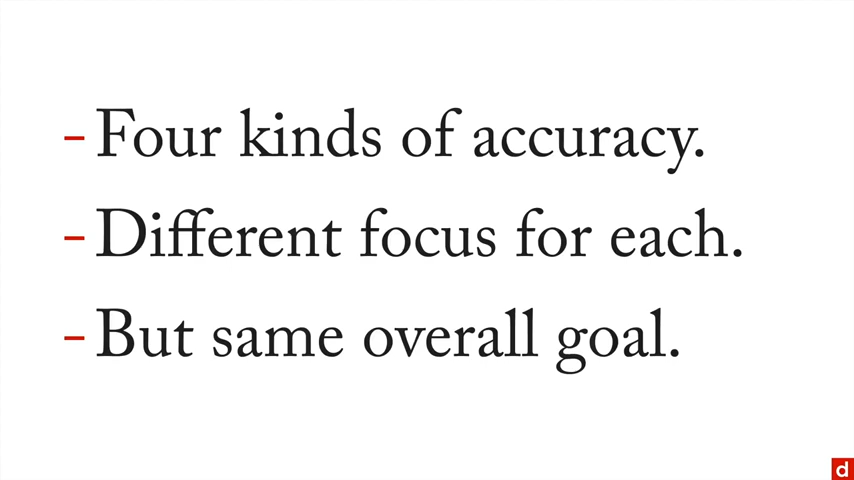 – Four kinds of accuracy.
– Different focus for each.
– But same overall goal.
d